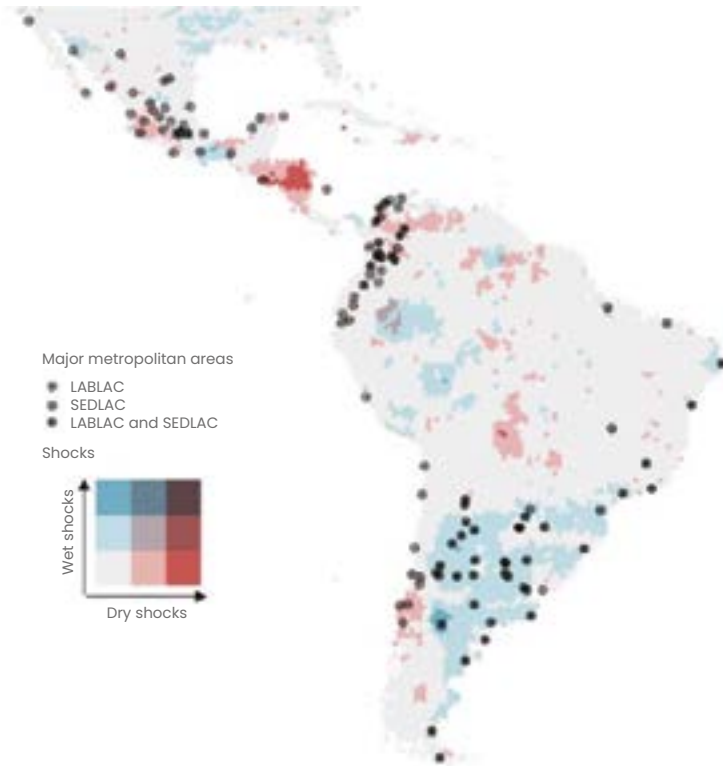 Major metropolitan areas
LABLAC
SEDLAC
LABLAC and SEDLAC
Shocks
Wet shocks
Dry shocks